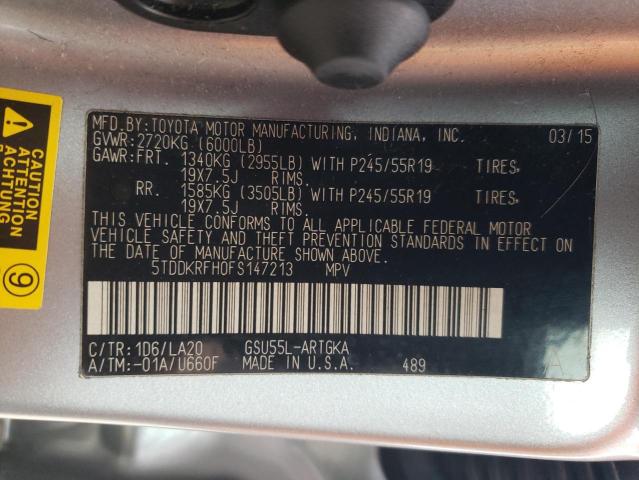 MFD.BY:TOYOTA MOTOR MANUFACTURING, INDIANA, INC. 03/15
GVWR:2720KG (6000LB)
GAWR:FRT. 1340KG (2955LB) WITH P245/55R19 TIRES,
19X7.5J RIMS.
RR. 1585KG (3505LB) WITH P245/55R19 TIRES,
19X7.5J RIMS.
THIS VEHICLE CONFORMS TO ALL APPLICABLE FEDERAL MOTOR
VEHICLE SAFETY AND THEFT PREVENTION STANDARDS IN EFFECT ON
THE DATE OF MANUFACTURE SHOWN ABOVE.
5TDDKRFH0FS147213 MPV
C/TR:1D6/LA20 GSU55L-ARTGKA
A/TM:-01A/U660F MADE IN U.S.A. 489 A
CAUTION
ATTENTION
9